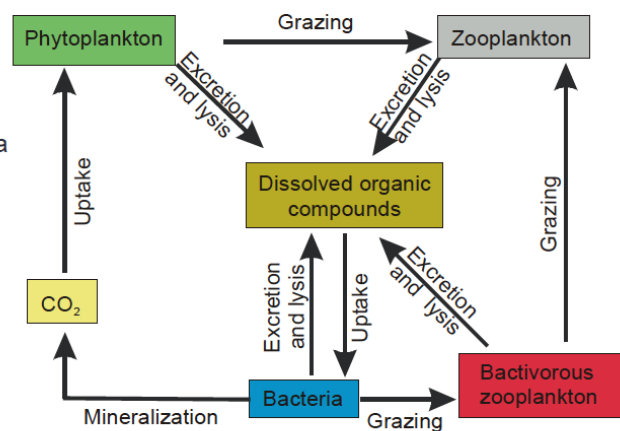 Phytoplankton
Grazing
Zooplankton
Excretion
and lysis
Excretion
and lysis
a
Uptake
Dissolved organic
compounds
Grazing
CO₂
Excretion
and lysis
Uptake
Excretion
and lysis
Bacteria
Bactivorous
zooplankton
Mineralization
Grazing